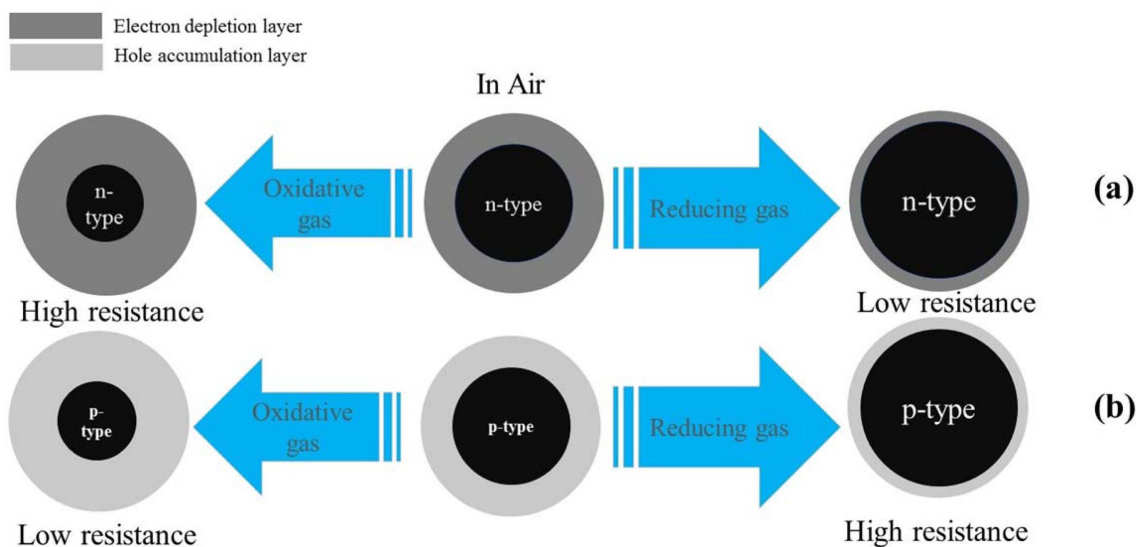 Electron depletion layer
Hole accumulation layer
In Air
n-
type
Oxidative
gas
n-type
Reducing gas
n-type
(a)
High resistance
Low resistance
p-
type
Oxidative
gas
p-type
Reducing gas
p-type
(b)
Low resistance
High resistance